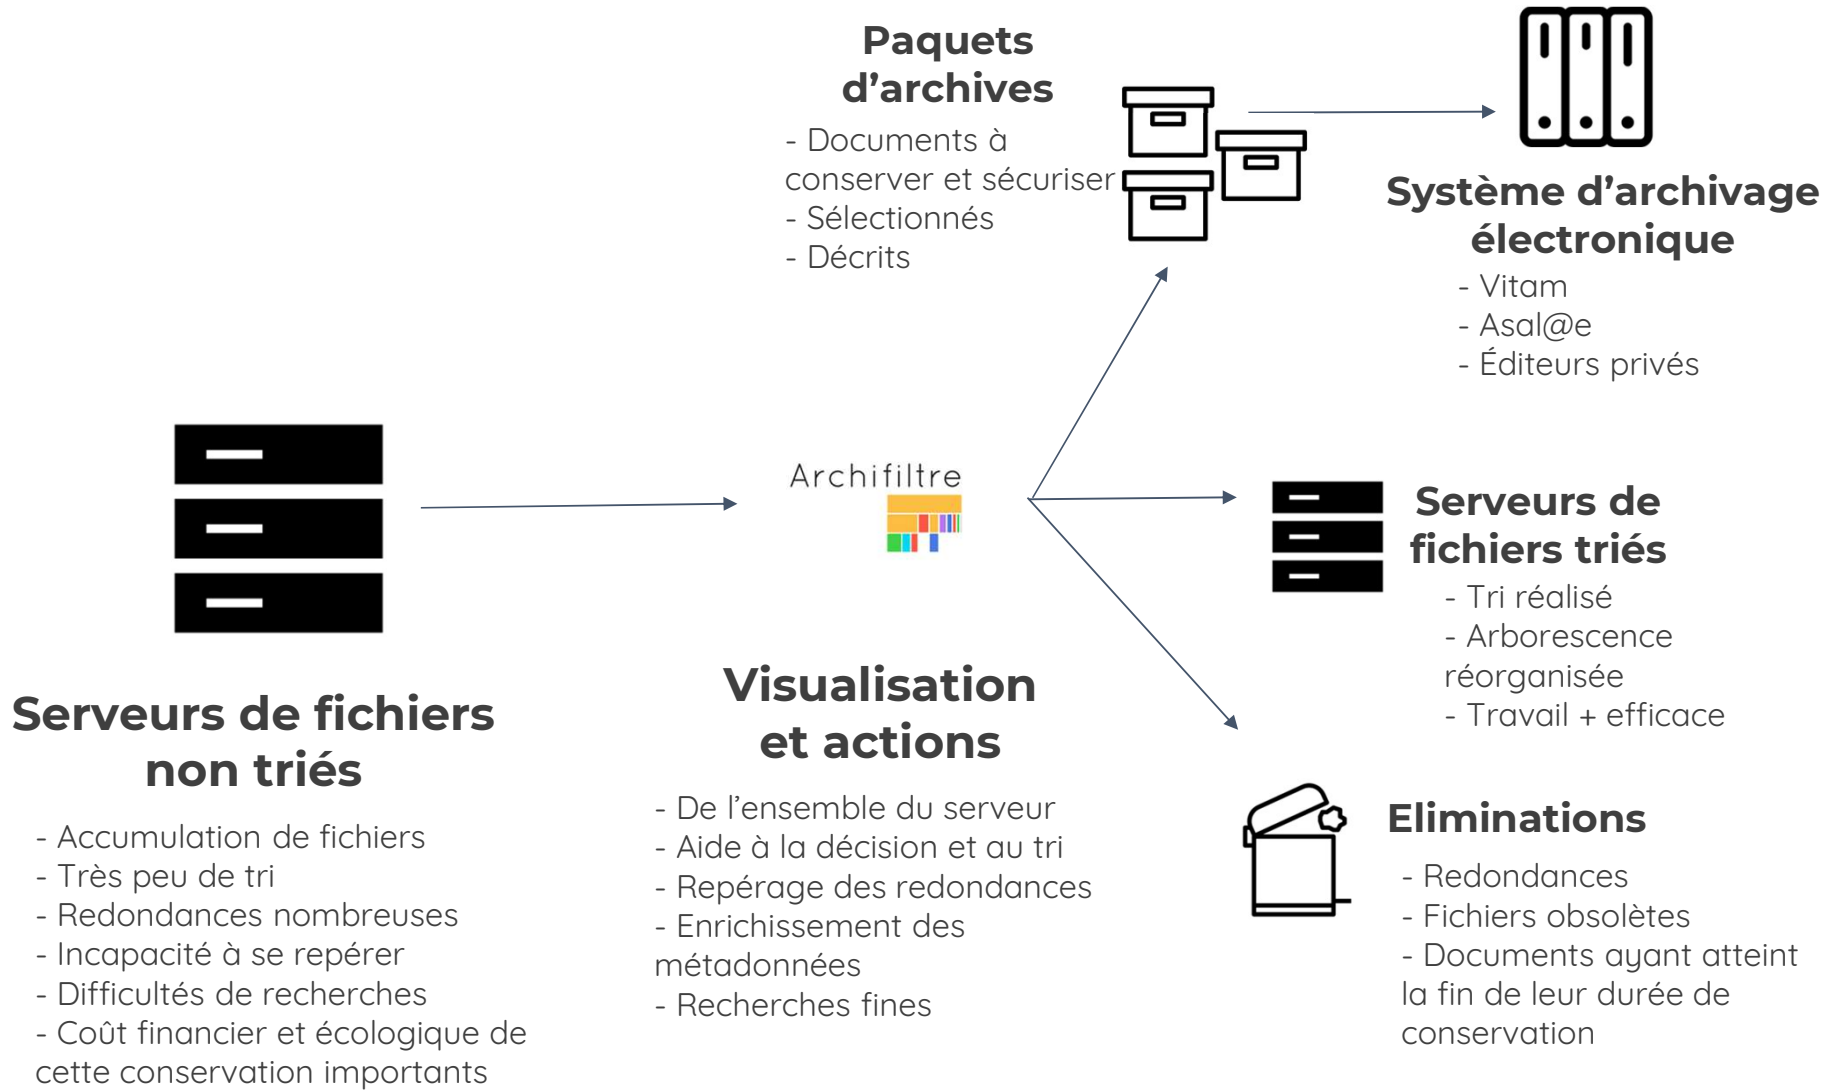 Serveurs de fichiers
non triés
- Accumulation de fichiers
- Très peu de tri
- Redondances nombreuses
- Incapacité à se repérer
- Difficultés de recherches
- Coût financier et écologique de
cette conservation importants
Archifiltre
Visualisation
et actions
- De l’ensemble du serveur
- Aide à la décision et au tri
- Repérage des redondances
- Enrichissement des
métadonnées
- Recherches fines
Paquets
d’archives
- Documents à
conserver et sécuriser
- Sélectionnés
- Décrits
Système d’archivage
électronique
- Vitam
- Asal@e
- Éditeurs privés
Serveurs de
fichiers triés
- Tri réalisé
- Arborescence
réorganisée
- Travail + efficace
Eliminations
- Redondances
- Fichiers obsolètes
- Documents ayant atteint
la fin de leur durée de
conservation